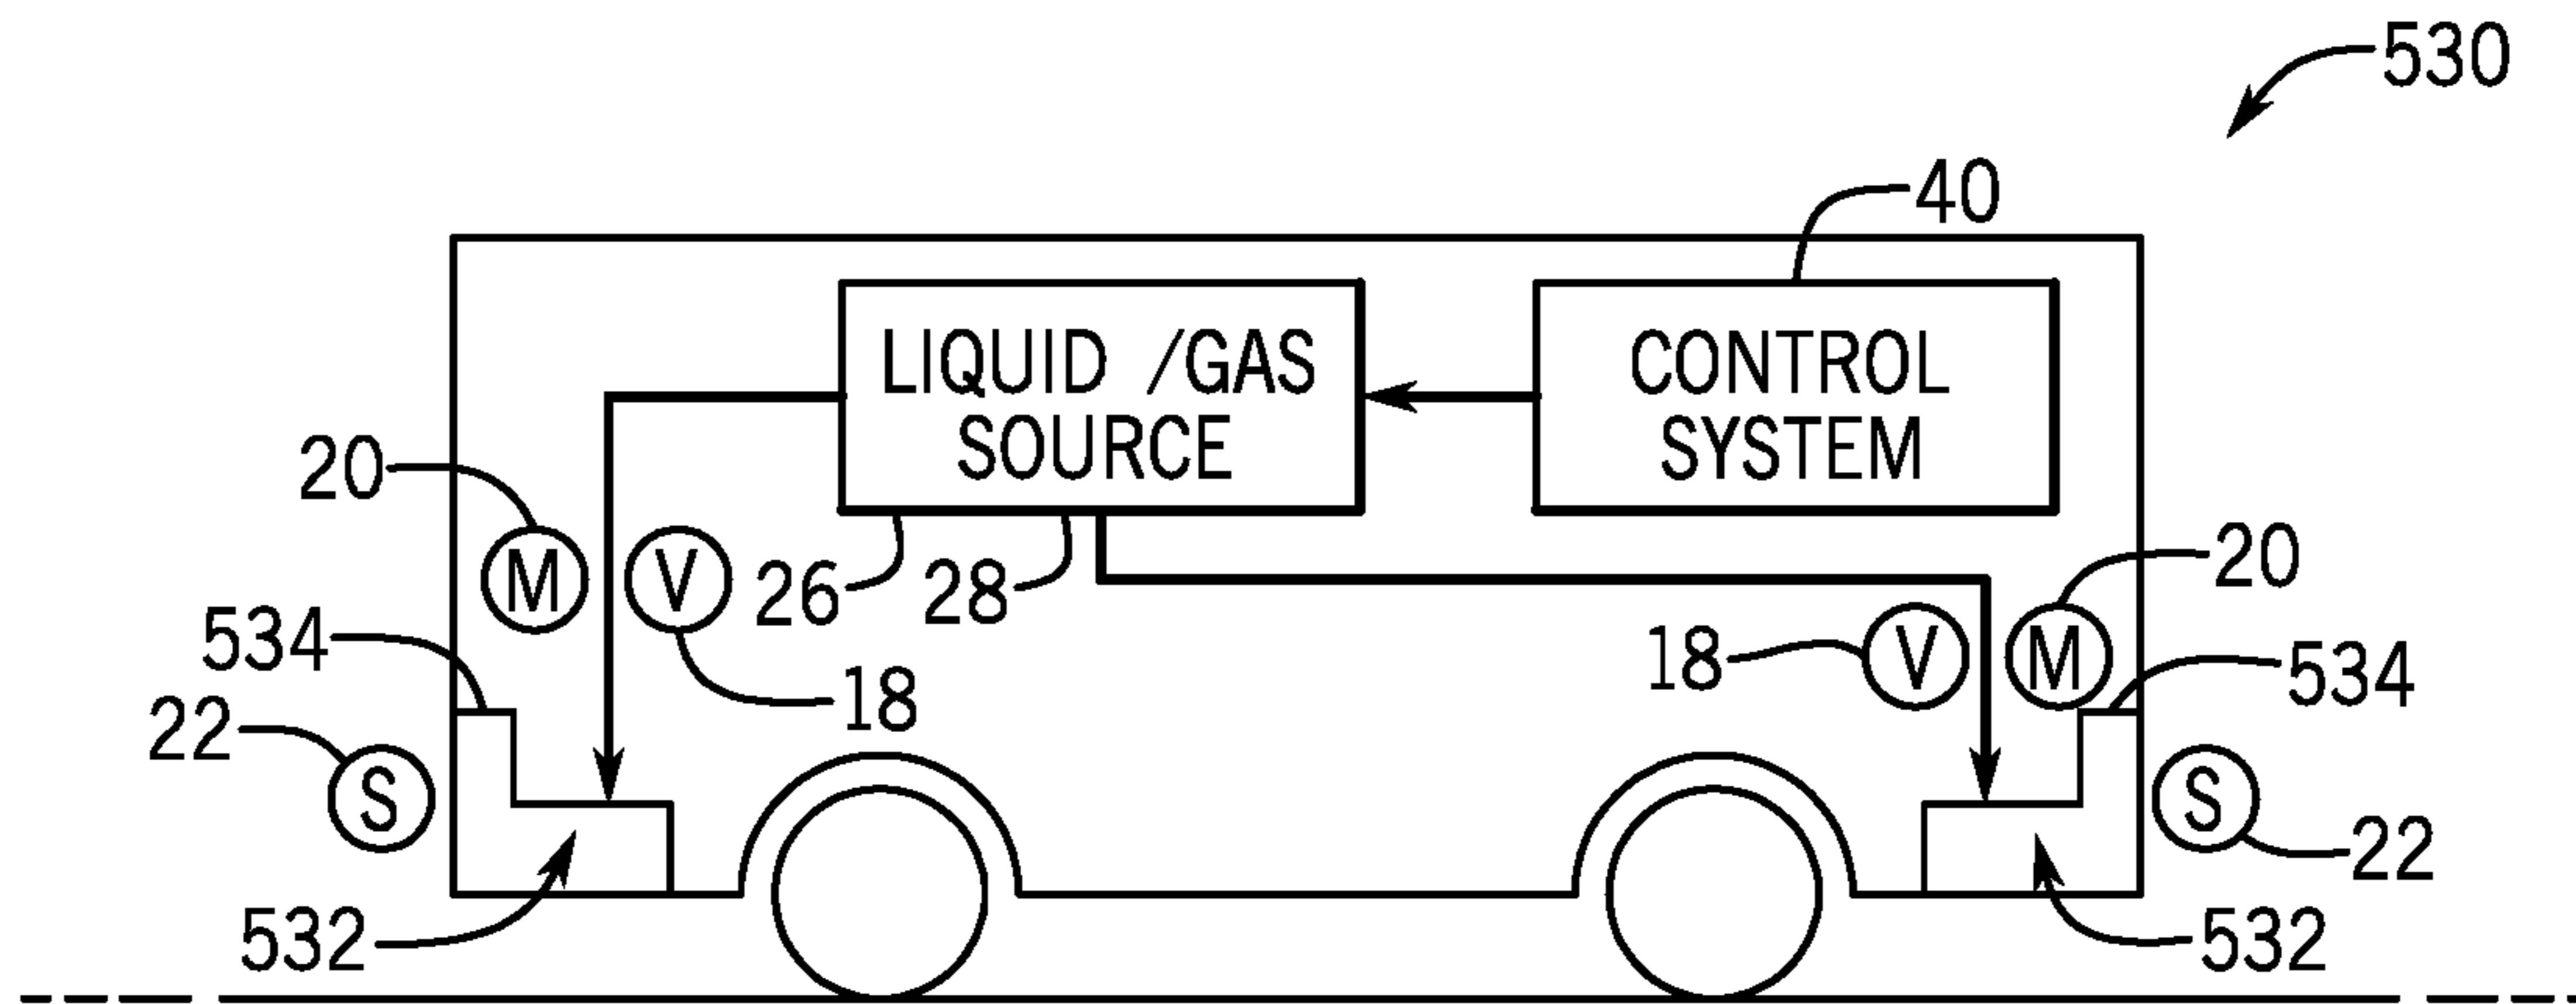 530
40
LIQUID /GAS
SOURCE
CONTROL
SYSTEM
20
M
V
26
28
20
534
18
V
M
18
534
22
S
S
22
532
532